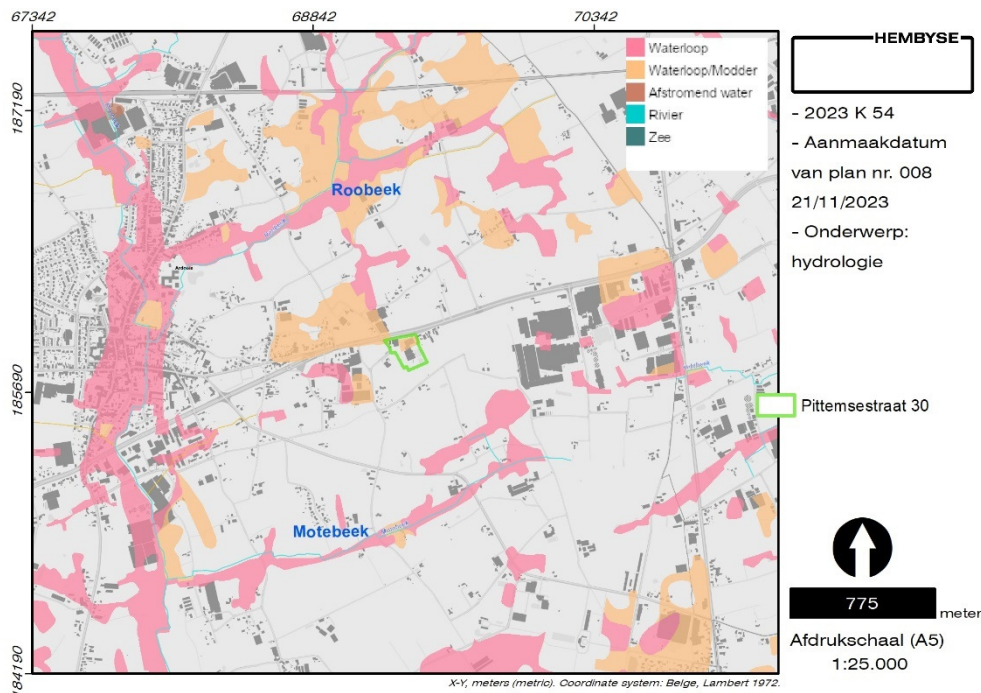 67342
68842
70342
187190
185690
184190
Waterloop
Waterloop/Modder
Afstromend water
Rivier
Zee
Roobeek
Ardooie
Motebeek
HEMBYSE
- 2023 K 54
- Aanmaakdatum
van plan nr. 008
21/11/2023
- Onderwerp:
hydrologie
Pittemsestraat 30
775
meter
Afdrukschaal (A5)
1:25.000
X-Y, meters (metric). Coordinate system: Belge, Lambert 1972.